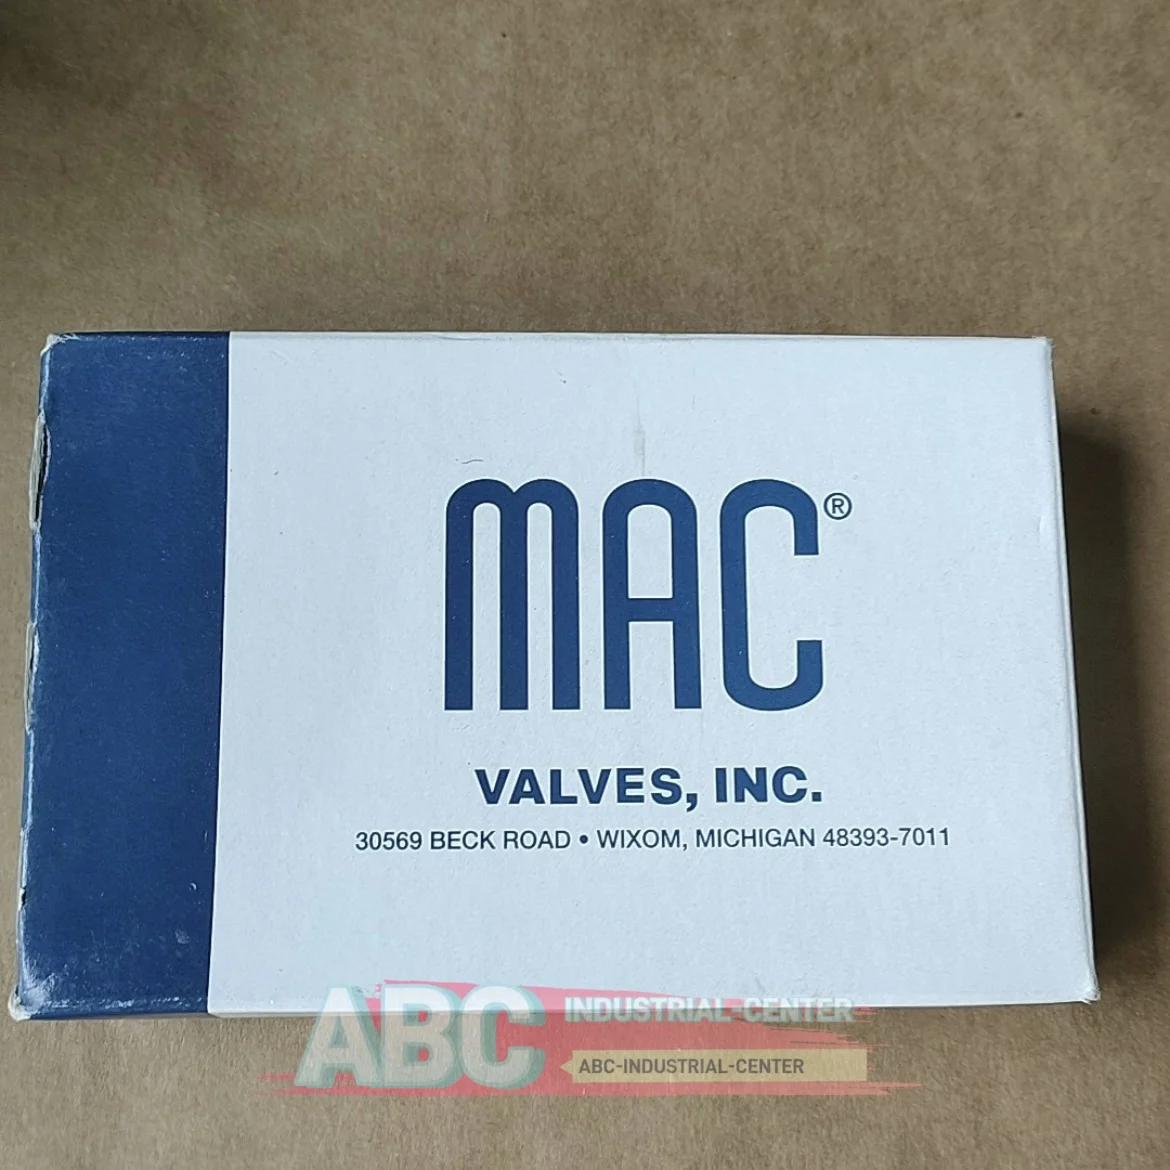 MAC®
VALVES, INC.
30569 BECK ROAD • WIXOM, MICHIGAN 48393-7011
ABC INDUSTRIAL-CENTER
ABC-INDUSTRIAL-CENTER